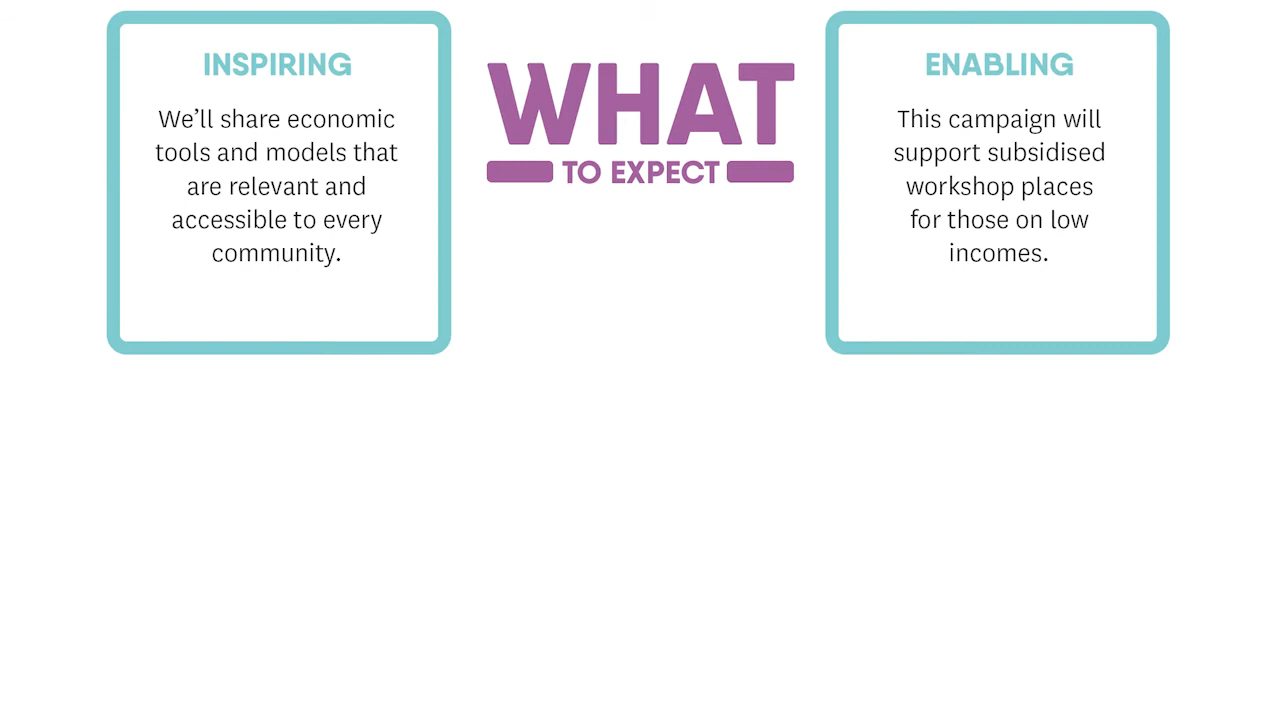 INSPIRING
We’ll share economic
tools and models that
are relevant and
accessible to every
community.
WHAT
TO EXPECT
ENABLING
This campaign will
support subsidised
workshop places
for those on low
incomes.